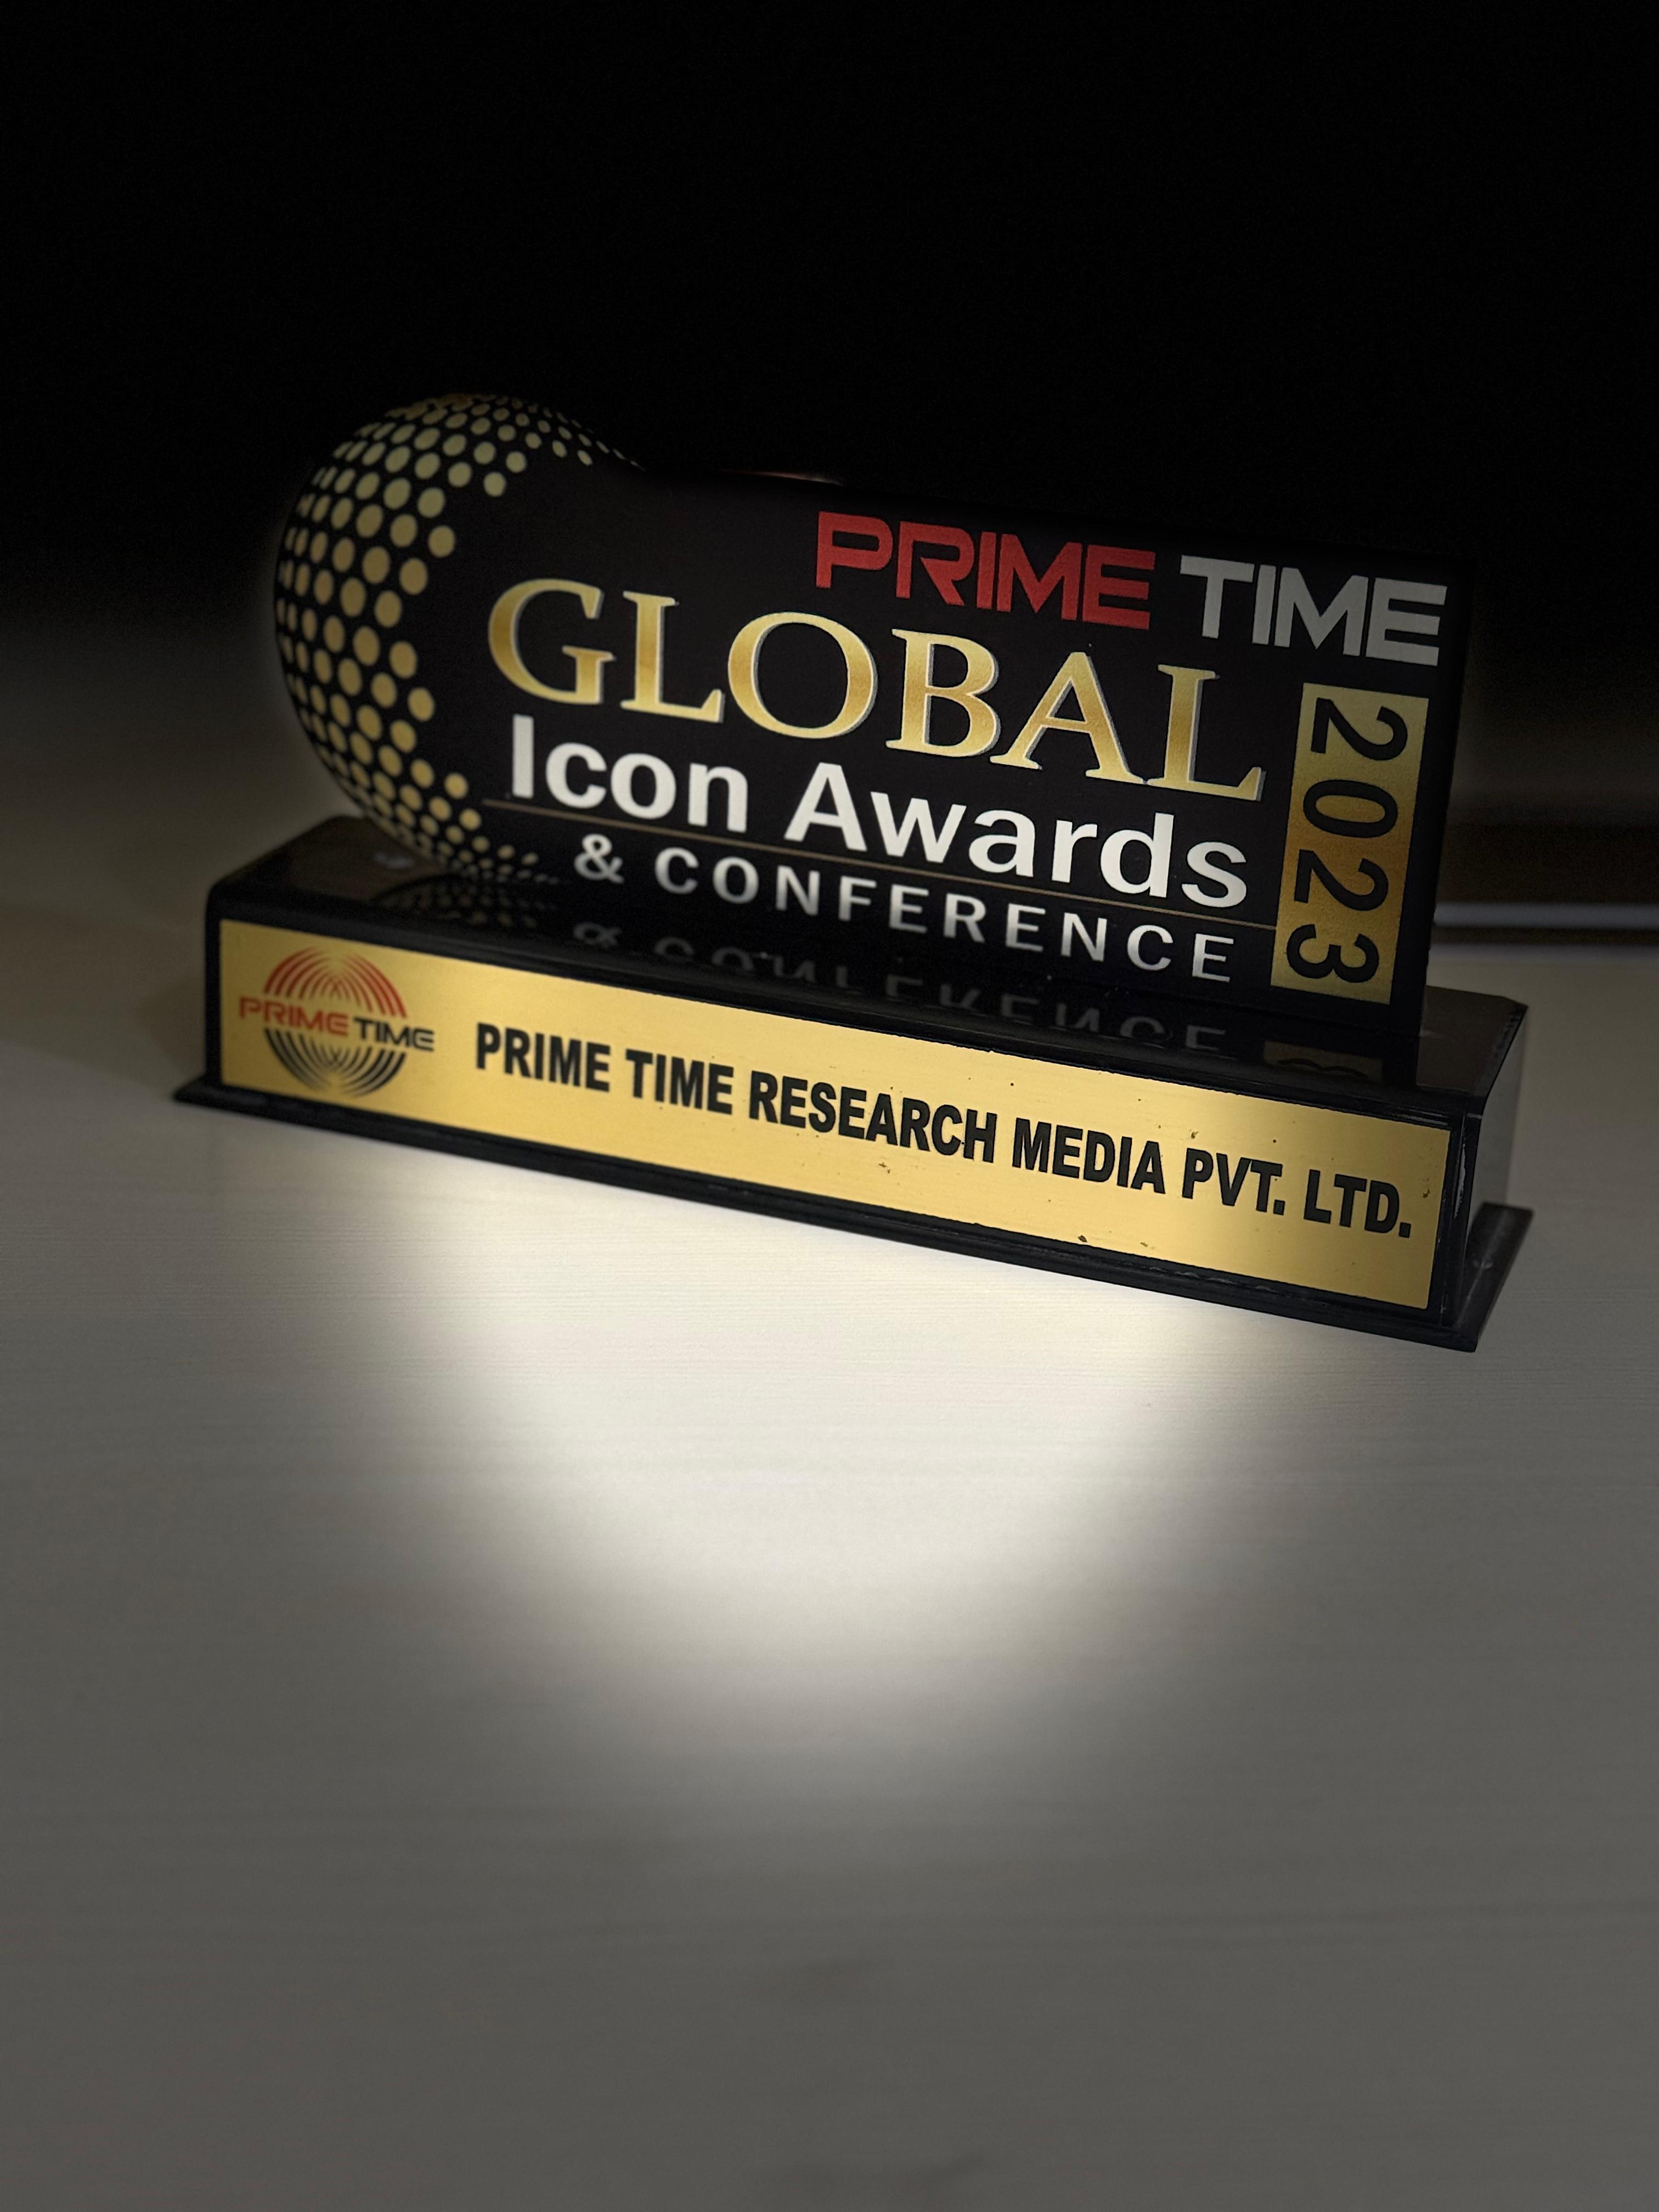 PRIME TIME
GLOBAL
Icon Awards
& CONFERENCE
2023
PRIME TIME
PRIME TIME RESEARCH MEDIA PVT. LTD.